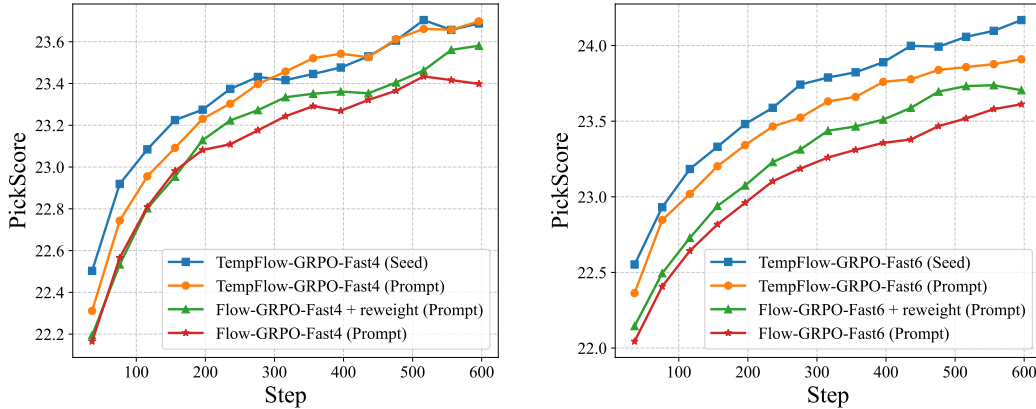 PickScore
23.6
23.4
23.2
23.0
22.8
22.6
22.4
22.2
TempFlow-GRPO-Fast4 (Seed)
TempFlow-GRPO-Fast4 (Prompt)
Flow-GRPO-Fast4 + reweight (Prompt)
Flow-GRPO-Fast4 (Prompt)
100
200
300
400
500
600
Step
PickScore
24.0
23.5
23.0
22.5
22.0
TempFlow-GRPO-Fast6 (Seed)
TempFlow-GRPO-Fast6 (Prompt)
Flow-GRPO-Fast6 + reweight (Prompt)
Flow-GRPO-Fast6 (Prompt)
100
200
300
400
500
600
Step